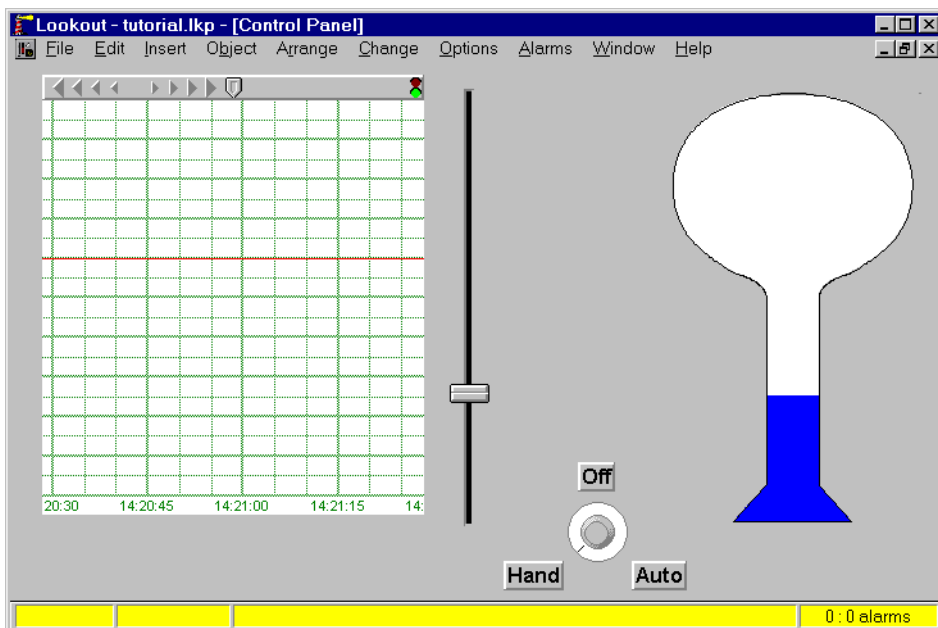 Lookout - tutorial.lkp - [Control Panel]
File Edit Insert Object Arrange Change Options Alarms Window Help
20:30 14:20:45 14:21:00 14:21:15 14:
Off
Hand Auto
0 : 0 alarms